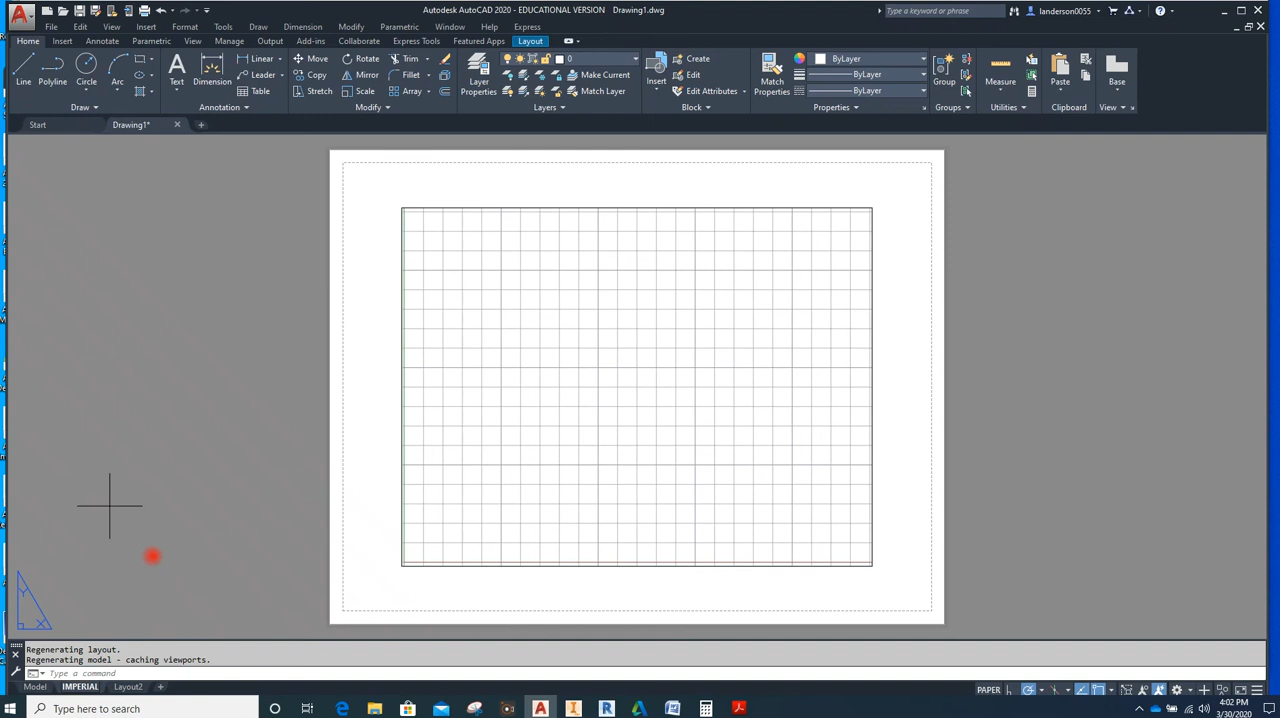 Autodesk AutoCAD 2020 - EDUCATIONAL VERSION Drawing1.dwg
Type a keyword or phrase
landerson0055
File Edit View Insert Format Tools Draw Dimension Modify Parametric Window Help Express
Home Insert Annotate Parametric View Manage Output Add-ins Collaborate Express Tools Featured Apps Layout
Line Polyline Circle Arc
Draw
Text Dimension
Linear
Leader
Table
Annotation
Move Rotate Trim
Copy Mirror Fillet
Stretch Scale Array
Modify
Layer Properties
0
Make Current
Match Layer
Layers
Insert
Create
Edit
Edit Attributes
Block
Match Properties
ByLayer
ByLayer
ByLayer
Properties
Group
Groups
Measure
Utilities
Paste
Clipboard
Base
View
Start Drawing1*
Y
X
Regenerating layout.
Regenerating model - caching viewports.
Type a command
Model IMPERIAL Layout2
PAPER
Type here to search
4:02 PM
3/30/2020